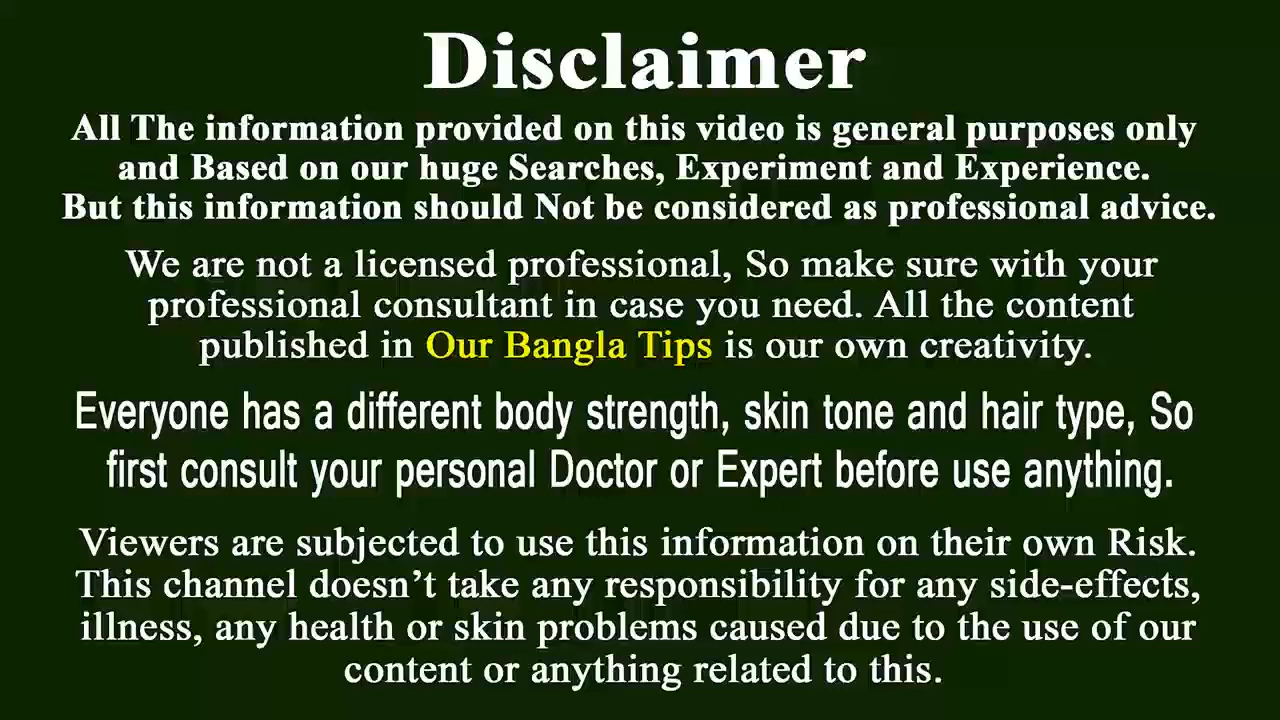 Disclaimer
All The information provided on this video is general purposes only
and Based on our huge Searches, Experiment and Experience.
But this information should Not be considered as professional advice.
We are not a licensed professional, So make sure with your
professional consultant in case you need. All the content
published in Our Bangla Tips is our own creativity.
Everyone has a different body strength, skin tone and hair type, So
first consult your personal Doctor or Expert before use anything.
Viewers are subjected to use this information on their own Risk.
This channel doesn’t take any responsibility for any side-effects,
illness, any health or skin problems caused due to the use of our
content or anything related to this.